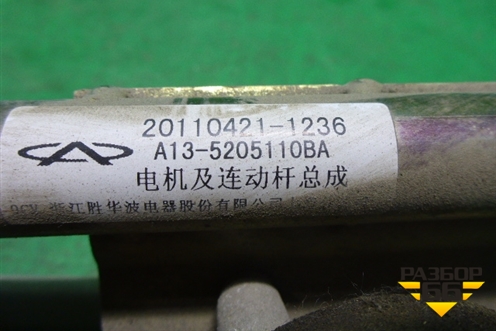 20110421-1236
A13-5205110BA
电机及连动杆总成
浙江胜华波电器股份有限公司
РАЗБОР
66